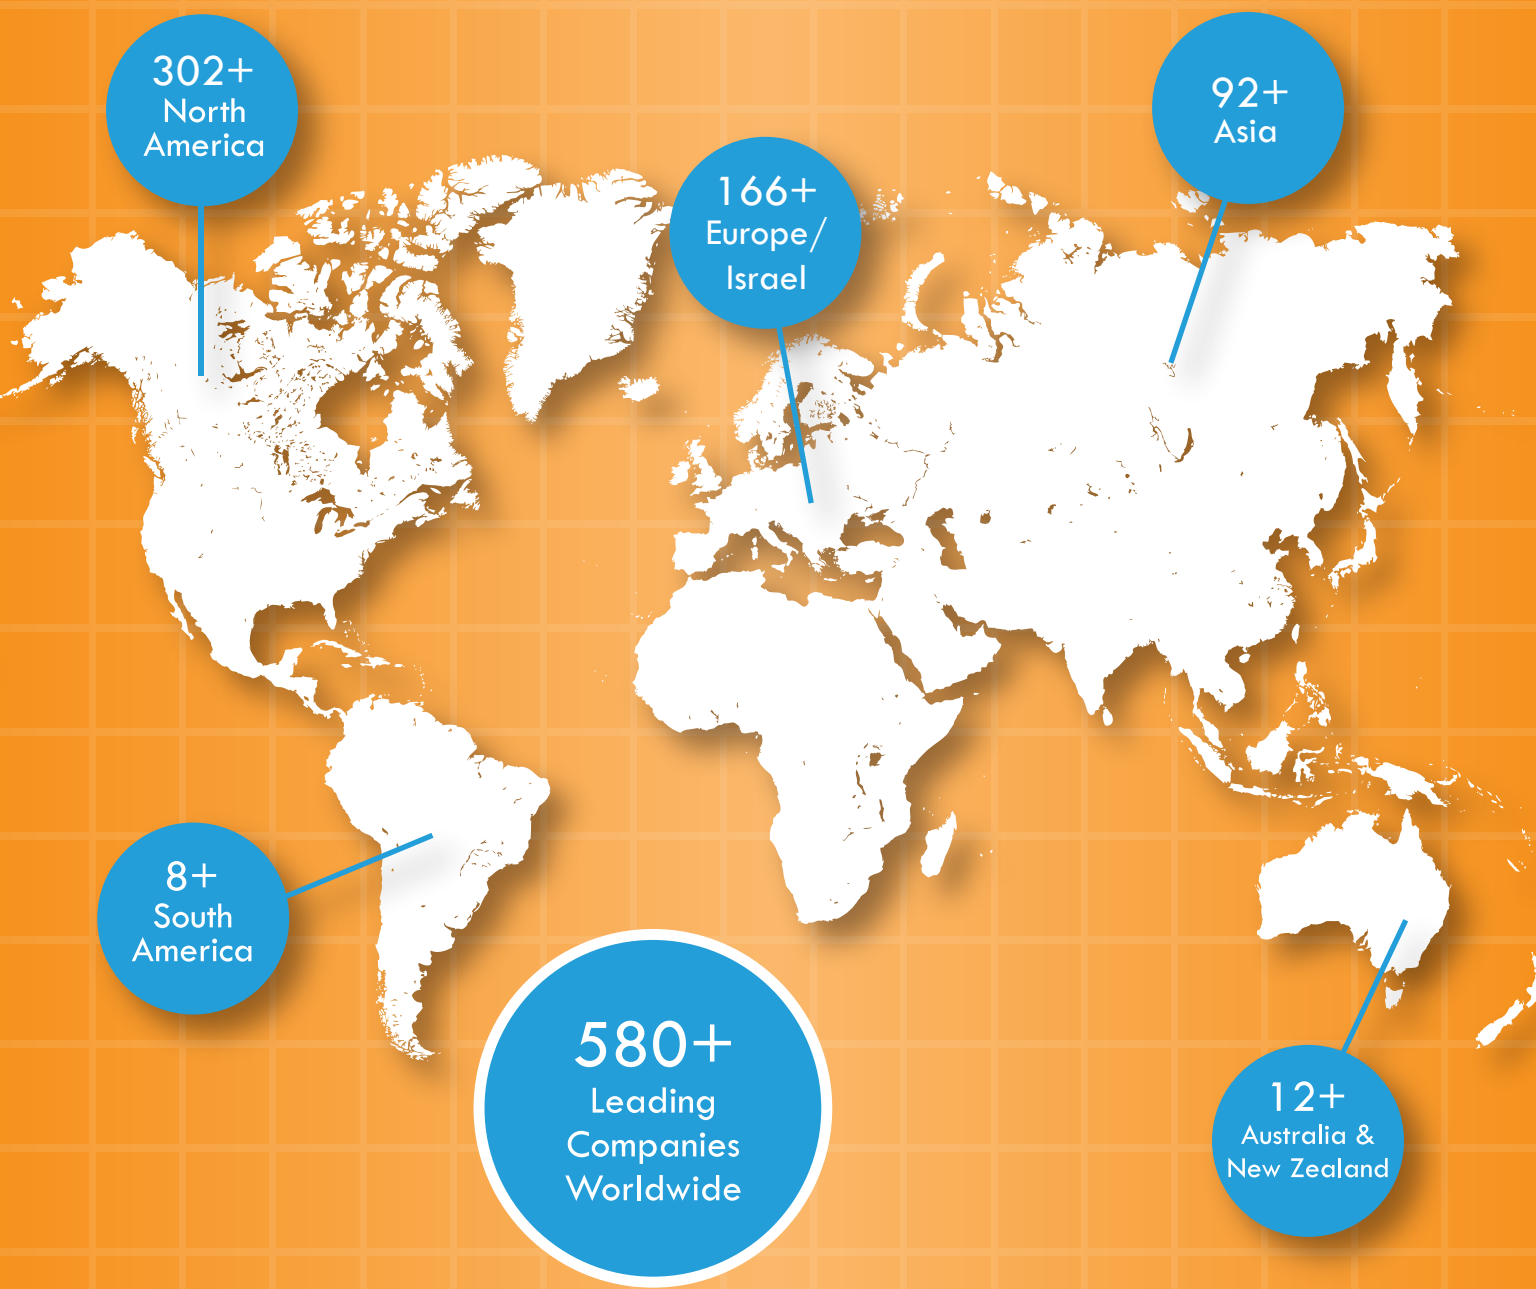 302+
North
America
166+
Europe/
Israel
92+
Asia
8+
South
America
580+
Leading
Companies
Worldwide
12+
Australia &
New Zealand